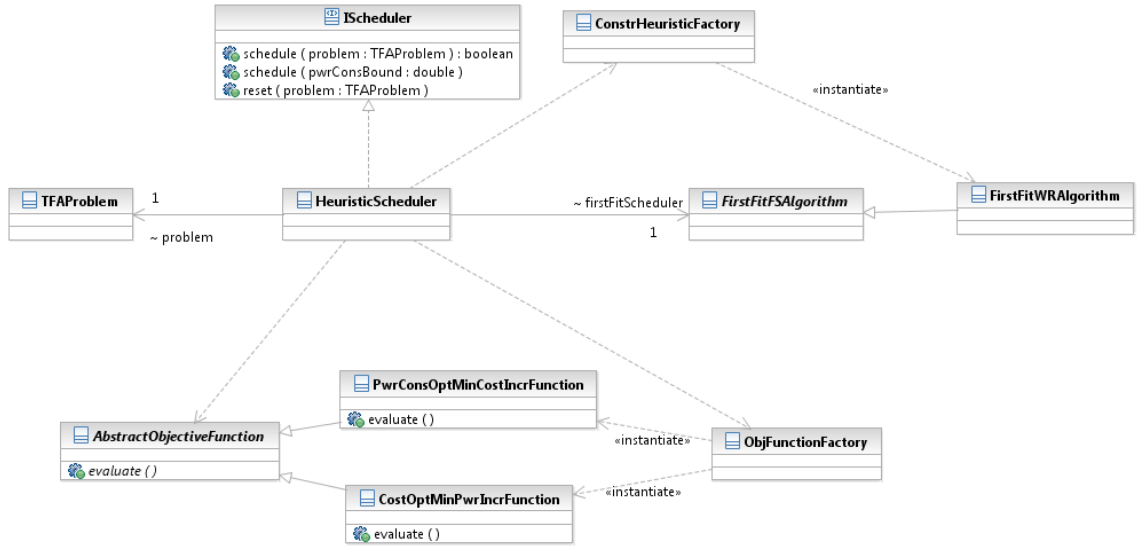 IScheduler
schedule ( problem : TFAProblem ) : boolean
schedule ( pwrConsBound : double )
reset ( problem : TFAProblem )
ConstrHeuristicFactory
«instantiate»
TFAProblem
1
~ problem
HeuristicScheduler
~ firstFitScheduler
1
FirstFitFSAlgorithm
FirstFitWRAlgorithm
PwrConsOptMinCostIncrFunction
evaluate ( )
AbstractObjectiveFunction
evaluate ( )
«instantiate»
ObjFunctionFactory
«instantiate»
CostOptMinPwrIncrFunction
evaluate ( )